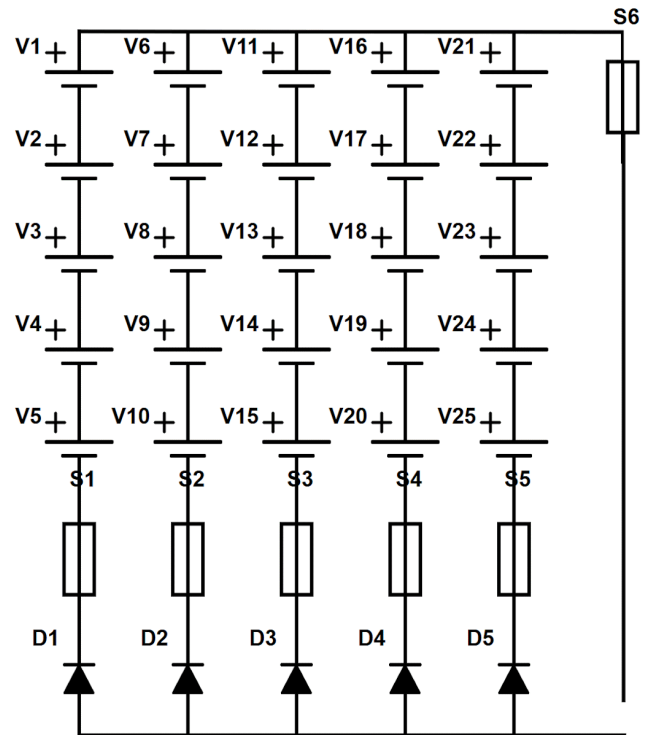 S6
V1 V6 V11 V16 V21
V2 V7 V12 V17 V22
V3 V8 V13 V18 V23
V4 V9 V14 V19 V24
V5 V10 V15 V20 V25
S1 S2 S3 S4 S5
D1 D2 D3 D4 D5